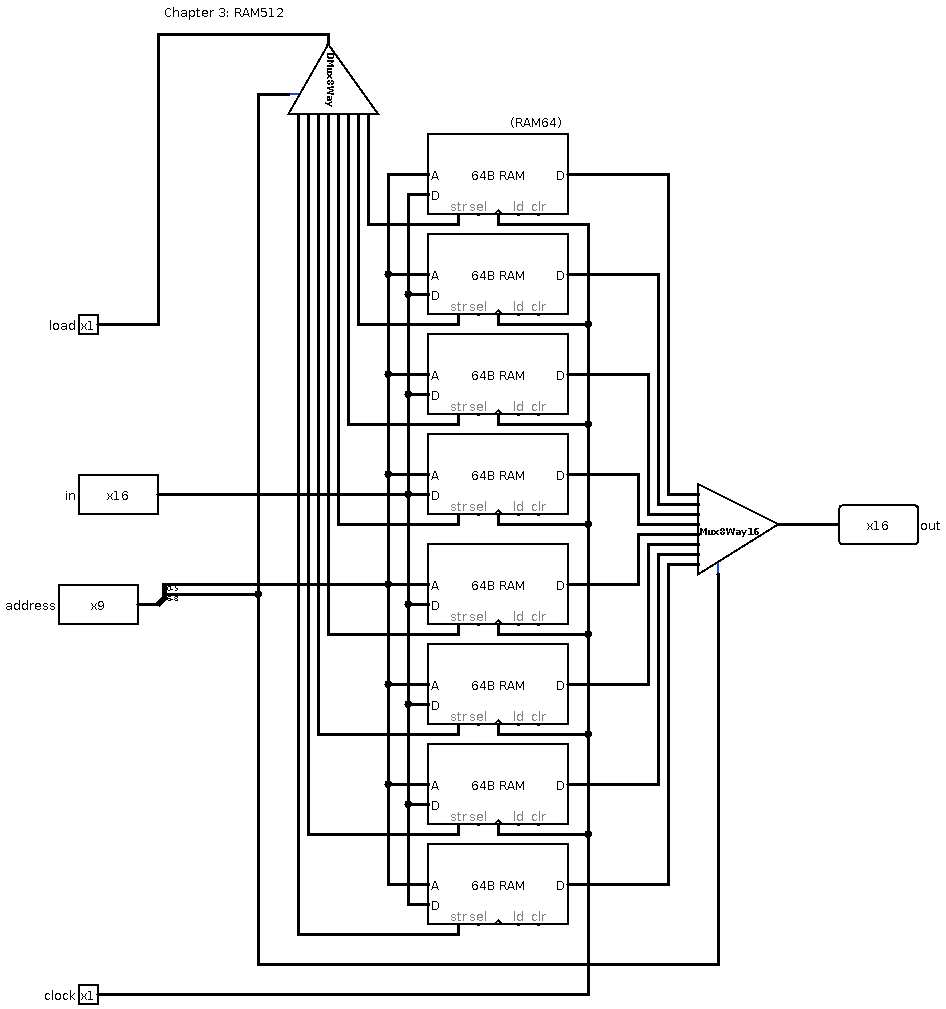 Chapter 3: RAM512
DMux8Way
(RAM64)
A 64B RAM D
D
str sel ld clr
A 64B RAM D
D
str sel ld clr
load x1
A 64B RAM D
D
str sel ld clr
A 64B RAM D
in x16
D
str sel ld clr
Mux8Way16
x16 out
A 64B RAM D
address x9
D
str sel ld clr
A 64B RAM D
D
str sel ld clr
A 64B RAM D
D
str sel ld clr
A 64B RAM D
D
str sel ld clr
clock x1